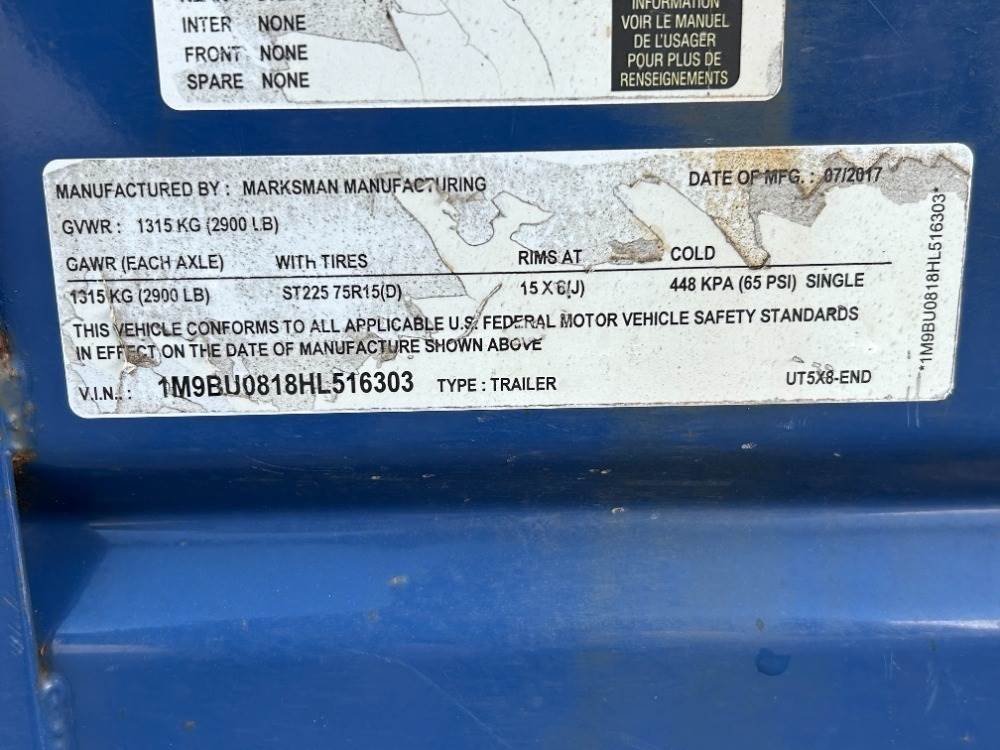 INTER NONE
FRONT NONE
SPARE NONE
INFORMATION
VOIR LE MANUEL
DE L'USAGER
POUR PLUS DE
RENSEIGNEMENTS
MANUFACTURED BY : MARKSMAN MANUFACTURING DATE OF MFG. : 07/2017
GVWR : 1315 KG (2900 LB)
GAWR (EACH AXLE) WITH TIRES RIMS AT COLD
1315 KG (2900 LB) ST225 75R15(D) 15 X 6(J) 448 KPA (65 PSI) SINGLE
THIS VEHICLE CONFORMS TO ALL APPLICABLE U.S. FEDERAL MOTOR VEHICLE SAFETY STANDARDS
IN EFFECT ON THE DATE OF MANUFACTURE SHOWN ABOVE
V.I.N. : 1M9BU0818HL516303 TYPE : TRAILER UT5X8-END
*1M9BU0818HL516303*